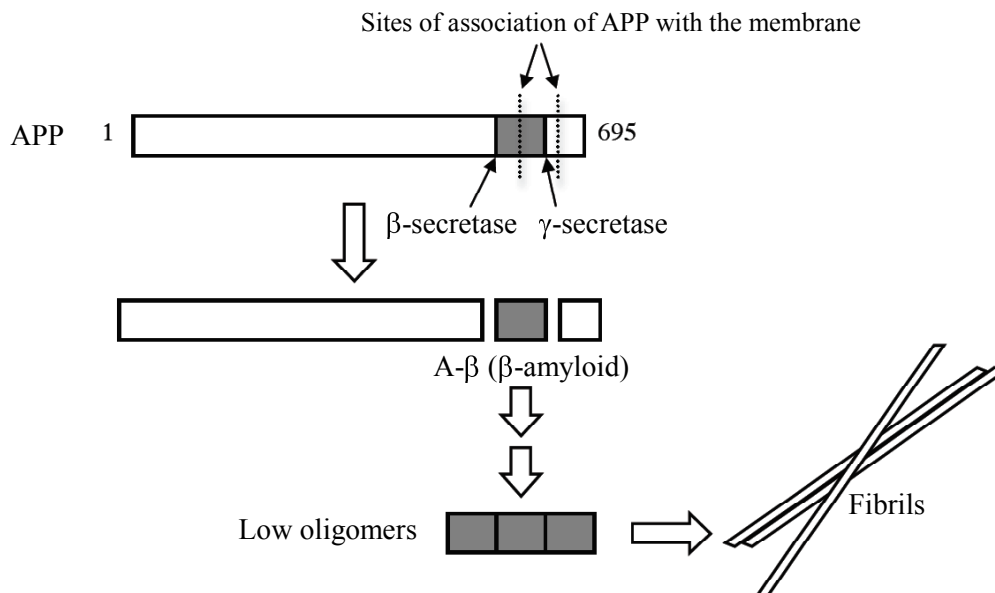 Sites of association of APP with the membrane
APP 1 695
β-secretase γ-secretase
A-β (β-amyloid)
Low oligomers
Fibrils